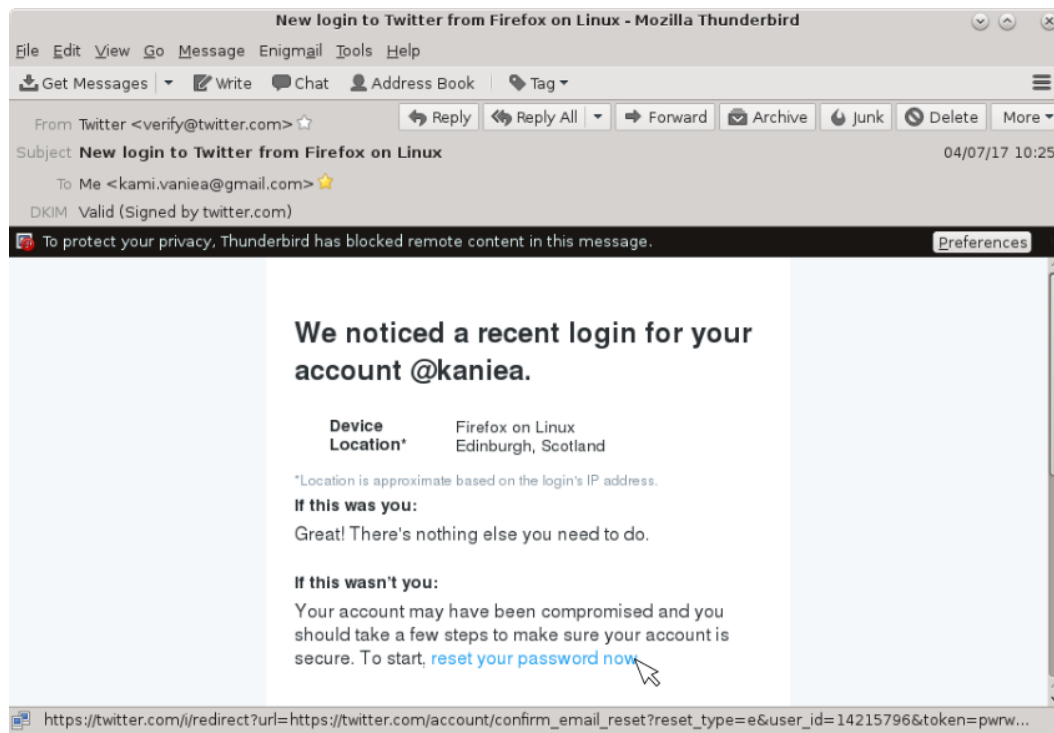 New login to Twitter from Firefox on Linux - Mozilla Thunderbird
File Edit View Go Message Enigmail Tools Help
Get Messages Write Chat Address Book Tag
From Twitter <verify@twitter.com> Reply Reply All Forward Archive Junk Delete More
Subject New login to Twitter from Firefox on Linux 04/07/17 10:25
To Me <kami.vaniea@gmail.com>
DKIM Valid (Signed by twitter.com)
To protect your privacy, Thunderbird has blocked remote content in this message. Preferences
We noticed a recent login for your
account @kaniea.
Device Firefox on Linux
Location* Edinburgh, Scotland
*Location is approximate based on the login's IP address.
If this was you:
Great! There's nothing else you need to do.
If this wasn't you:
Your account may have been compromised and you
should take a few steps to make sure your account is
secure. To start, reset your password now
https://twitter.com/i/redirect?url=https://twitter.com/account/confirm_email_reset?reset_type=e&user_id=14215796&token=pwrw...